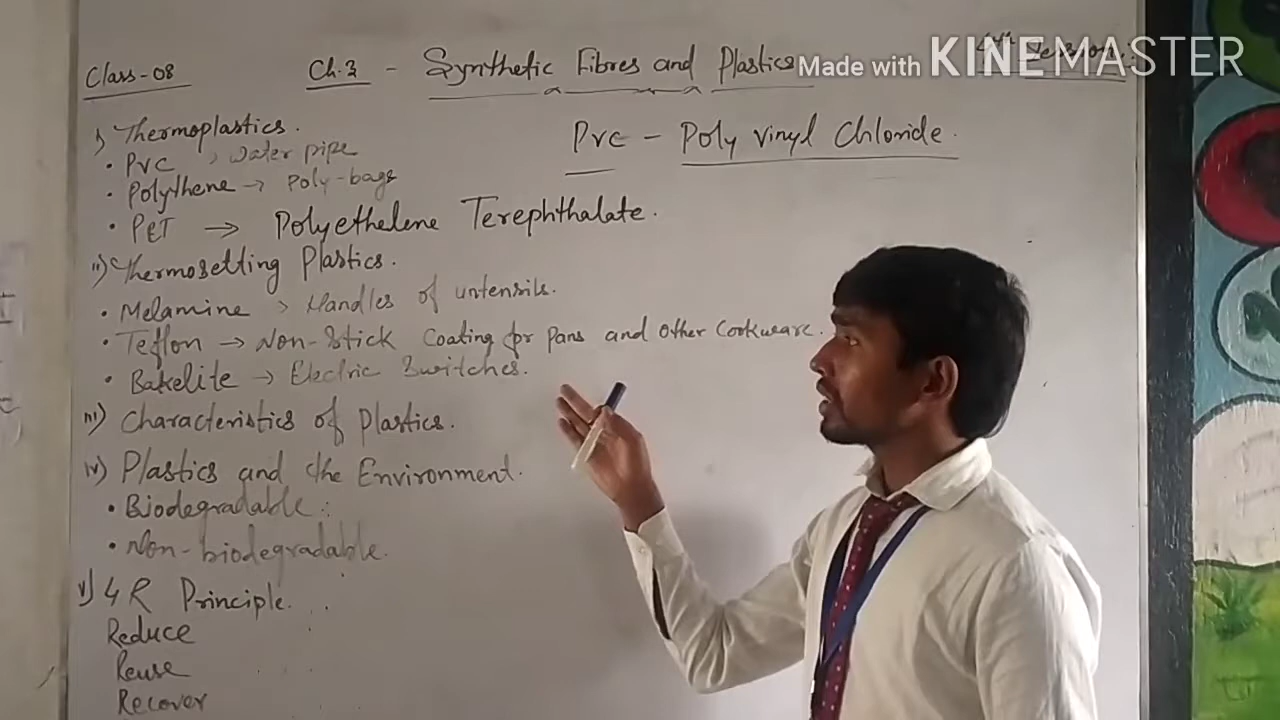 Class-08
Ch.3 - Synthetic Fibres and Plastics
Made with KINEMASTER
i) Thermoplastics.
PVC - Poly Vinyl Chloride.
• PVC → water pipe
• Polythene → Poly-bags
• PET → Polyethelene Terephthalate.
ii) Thermosetting Plastics.
• Melamine → Handles of untensils.
• Teflon → Non-Stick Coating for Pans and Other Cookware.
• Bakelite → Electric Switches.
iii) Characteristics of Plastics.
iv) Plastics and the Environment.
• Biodegradable :
• Non-biodegradable.
v) 4R Principle.
Reduce
Reuse
Recover